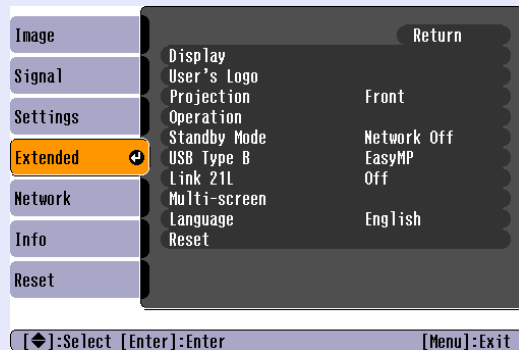 Image
Signal
Settings
Extended
Network
Info
Reset
Return
Display
User's Logo
Projection Front
Operation
Standby Mode Network Off
USB Type B EasyMP
Link 21L Off
Multi-screen
Language English
Reset
[◆]:Select [Enter]:Enter [Menu]:Exit